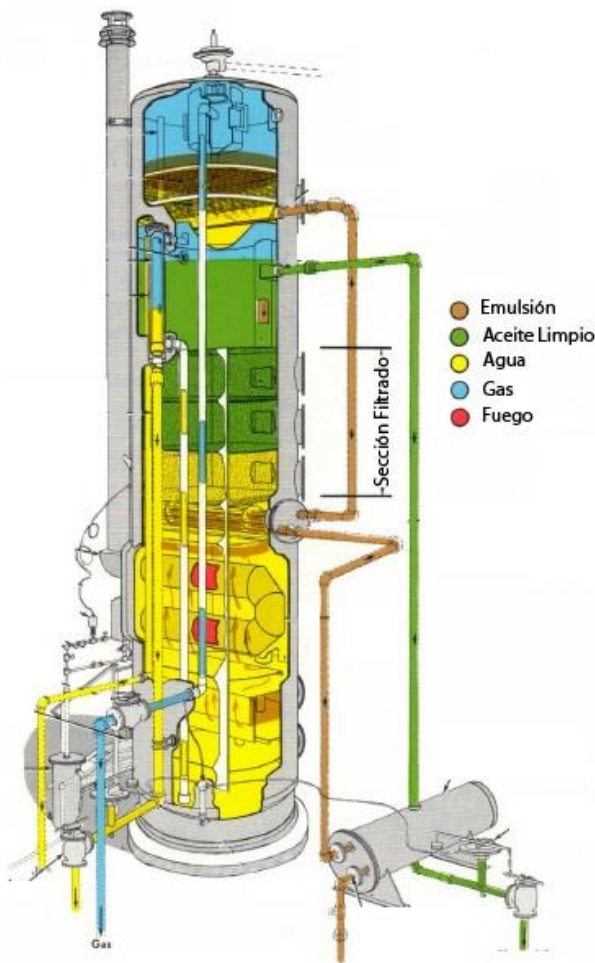 Emulsión
Aceite Limpio
Agua
Gas
Fuego
Sección Filtrado
Gas